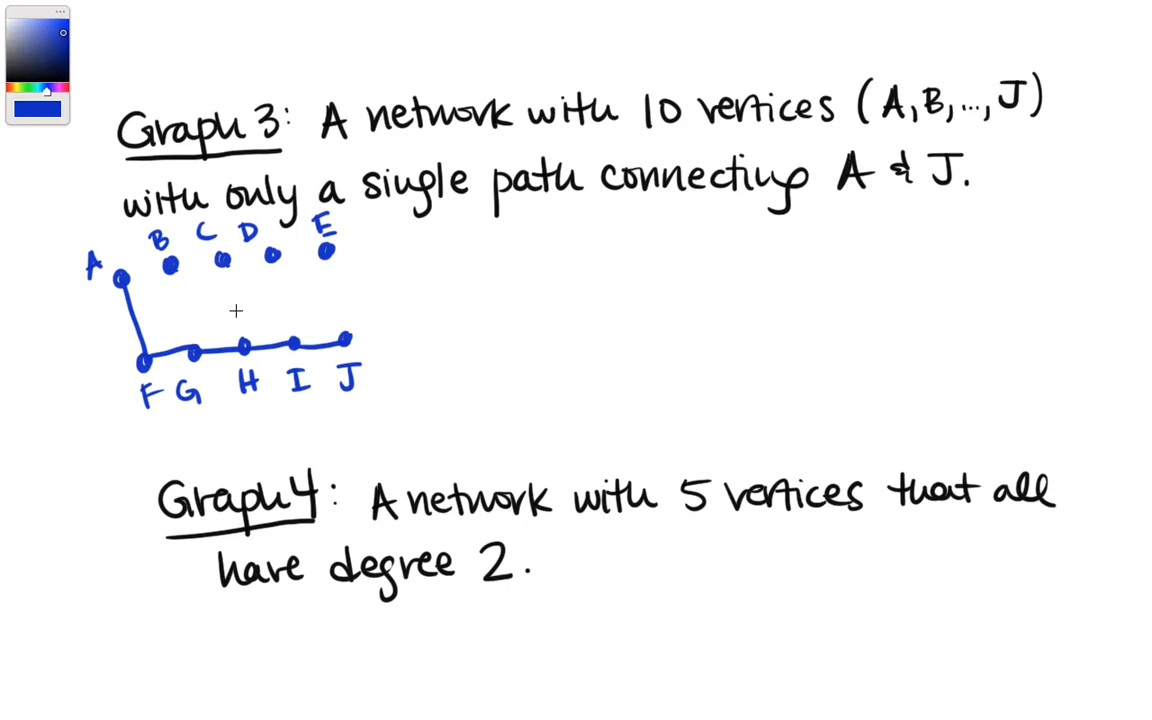 Graph 3: A network with 10 vertices (A, B, ..., J)
with only a single path connecting A & J.
A B C D E
F G H I J
Graph 4: A network with 5 vertices that all
have degree 2.